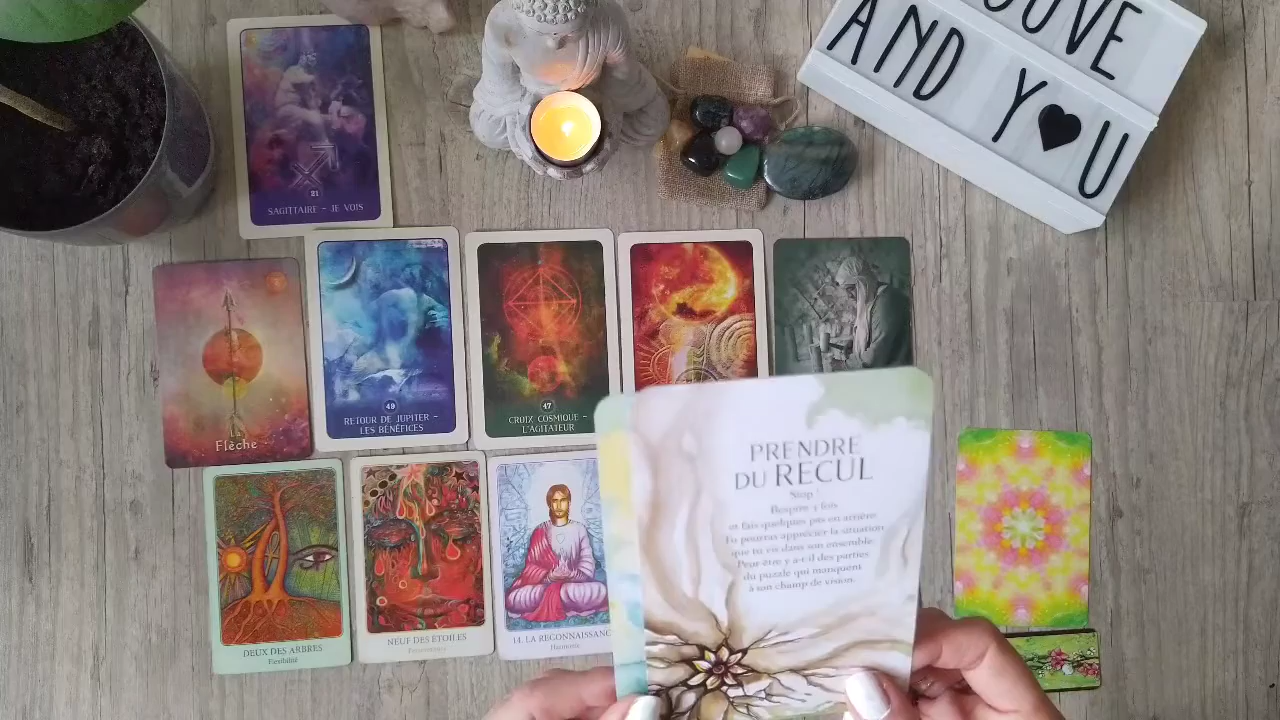 AND
Y♥U
21
SAGITTAIRE - JE VOIS
Flèche
49
RETOUR DE JUPITER -
LES BÉNÉFICES
47
CROIX COSMIQUE -
L'AGITATEUR
DEUX DES ARBRES
Flexibilité
NEUF DES ÉTOILES
14. LA RECONNAISSANC
Harmonie
PRENDRE
DU RECUL
Stop !
Respire 3 fois
et fais quelques pas en arrière.
Tu pourras apprécier la situation
que tu vis dans son ensemble.
Peut-être y a-t-il des parties
du puzzle qui manquent
à ton champ de vision.